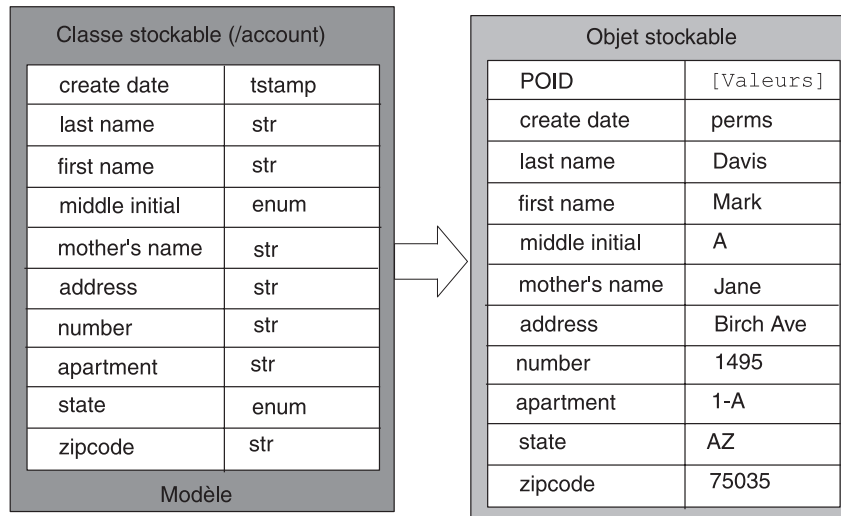 Classe stockable (/account)
create date tstamp
last name str
first name str
middle initial enum
mother's name str
address str
number str
apartment str
state enum
zipcode str
Modèle
Objet stockable
POID [Valeurs]
create date perms
last name Davis
first name Mark
middle initial A
mother's name Jane
address Birch Ave
number 1495
apartment 1-A
state AZ
zipcode 75035